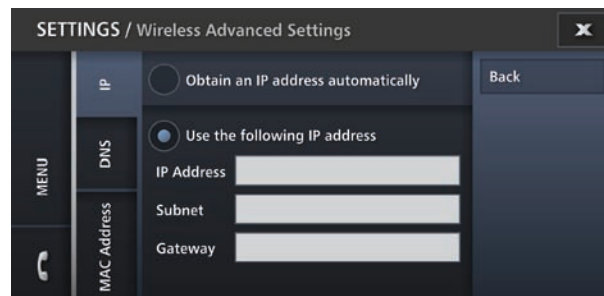 SETTINGS / Wireless Advanced Settings
MENU
IP
DNS
MAC Address
Obtain an IP address automatically
Use the following IP address
IP Address
Subnet
Gateway
Back